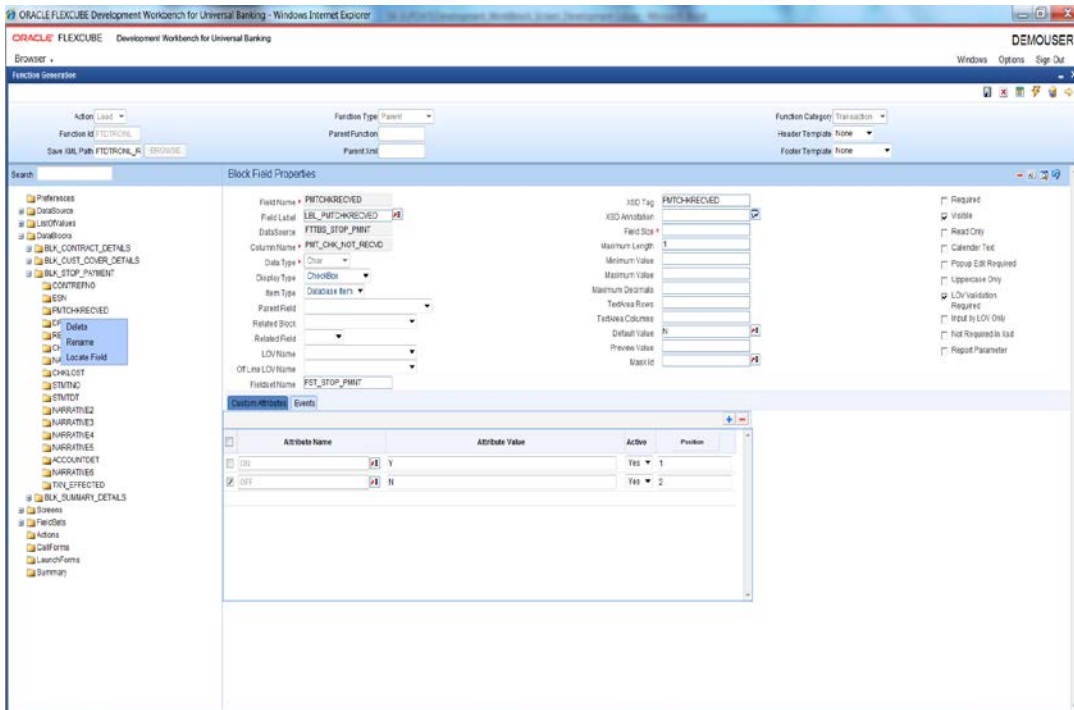 ORACLE FLEXCUBE Development Workbench for Universal Banking - Windows Internet Explorer
ORACLE FLEXCUBE Development Workbench for Universal Banking
DEMOUSER
Browser
Windows Options Sign Out
Function Generation
Action Load
Function Type Parent
Function Category Transaction
Function Id FTDTRONL
Parent Function
Header Template None
Save XML Path FTDTRONL_R BROWSE
Parent Xml
Footer Template None
Search
Block Field Properties
Preferences
DataSource
ListOfValues
DataBlocks
BLK_CONTRACT_DETAILS
BLK_CUST_COVER_DETAILS
BLK_STOP_PAYMENT
CONTREFNO
ESN
PMTCHKRECVED
Delete
Rename
Locate Field
CHKLOST
STMTNO
STMTDT
NARRATIVE2
NARRATIVE3
NARRATIVE4
NARRATIVE5
ACCOUNTDET
NARRATIVE6
TXN_EFFECTED
BLK_SUMMARY_DETAILS
Screens
FieldSets
Actions
CallForms
LaunchForms
Summary
Field Name * PMTCHKRECVED
Field Label LBL_PMTCHKRECVED
DataSource FTTBS_STOP_PMNT
Column Name * PMT_CHK_NOT_RECVD
Data Type * Char
Display Type CheckBox
Item Type Database Item
Parent Field
Related Block
Related Field
LOV Name
Off Line LOV Name
Fieldset Name FST_STOP_PMNT
XSD Tag PMTCHKRECVED
XSD Annotation
Field Size *
Maximum Length 1
Minimum Value
Maximum Value
Maximum Decimals
TextArea Rows
TextArea Columns
Default Value N
Preview Value
Mask Id
Required
Visible
Read Only
Calender Text
Popup Edit Required
Uppercase Only
LOV Validation Required
Input by LOV Only
Not Required In Xsd
Report Parameter
Custom Attributes Events
Attribute Name Attribute Value Active Position
ON Y Yes 1
OFF N Yes 2